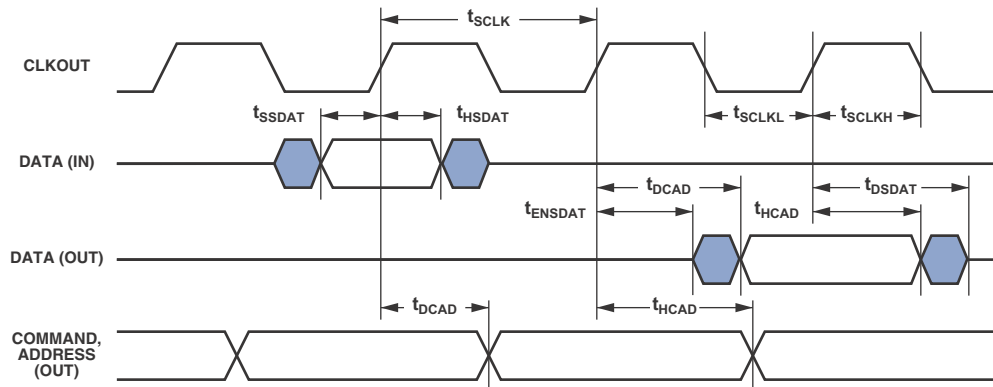 tSCLK
CLKOUT
tSSDAT
tHSDAT
tSCLKL
tSCLKH
DATA (IN)
tDCAD
tDSDAT
tENSDAT
tHCAD
DATA (OUT)
tDCAD
tHCAD
COMMAND,
ADDRESS
(OUT)